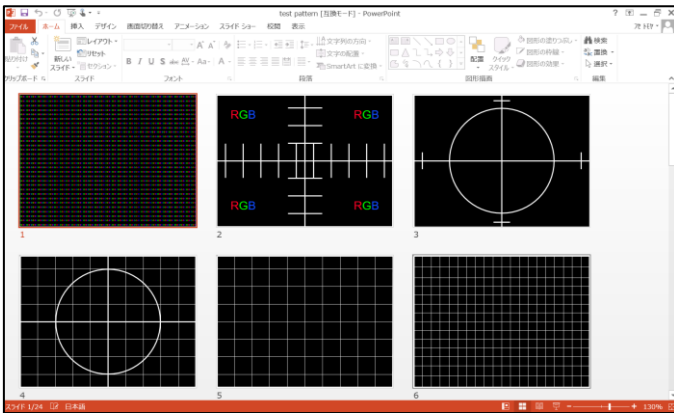 test pattern [互換モード] - PowerPoint
ファイル ホーム 挿入 デザイン 画面切り替え アニメーション スライド ショー 校閲 表示
貼り付け 新しい スライド レイアウト リセット セクション
B I U S abc AV Aa A
文字列の方向 文字の配置 SmartArt に変換
配置 クイック スタイル 図形の塗りつぶし 図形の枠線 図形の効果
検索 置換 選択
クリップボード スライド フォント 段落 図形描画 編集
RGB RGB
RGB RGB
1 2 3
4 5 6
スライド 1/24 日本語 130%